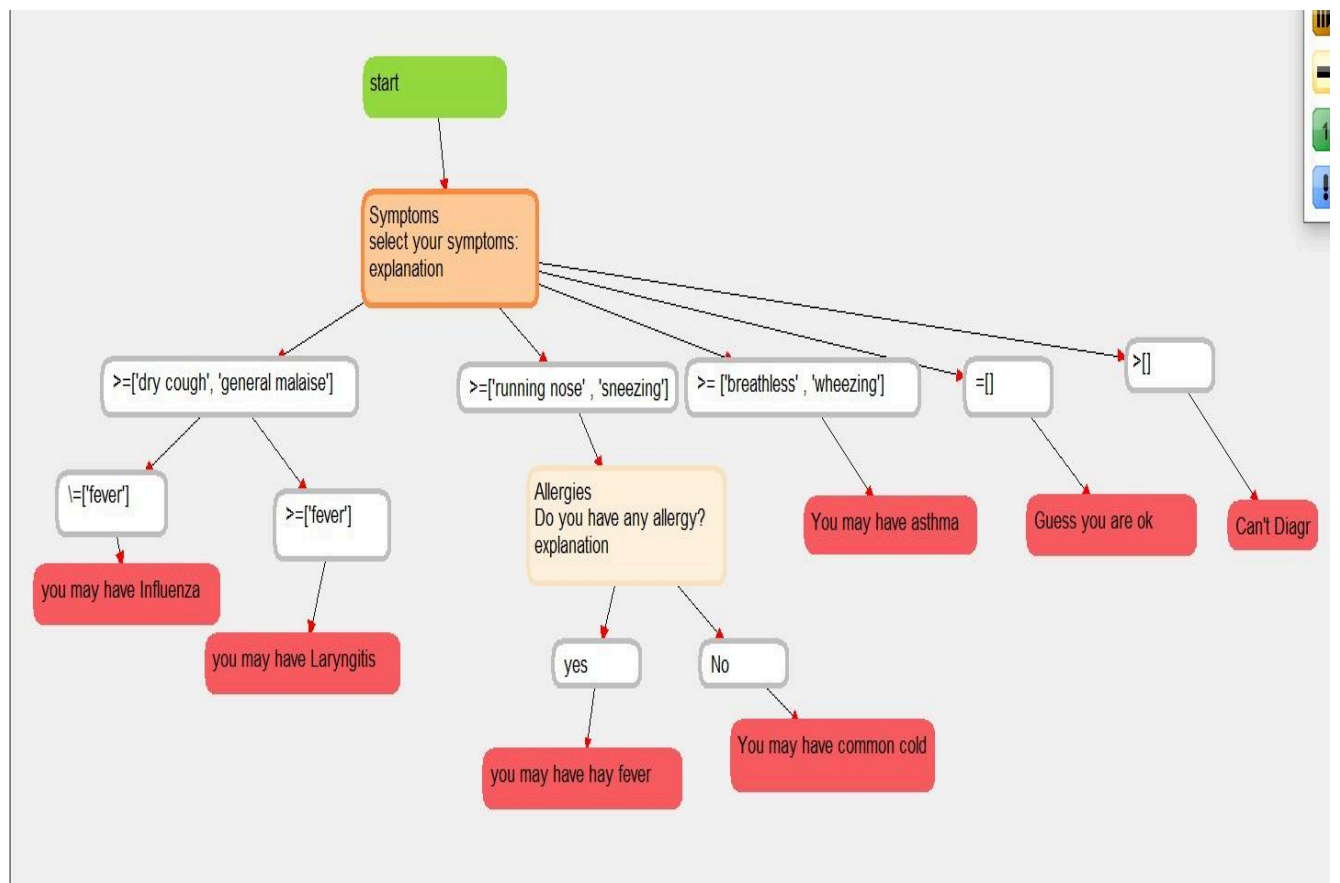 start
Symptoms
select your symptoms:
explanation
>=['dry cough', 'general malaise']
>=['running nose' , 'sneezing']
>= ['breathless' , 'wheezing']
=[]
>[]
\=['fever']
>=['fever']
Allergies
Do you have any allergy?
explanation
You may have asthma
Guess you are ok
Can't Diagr
you may have Influenza
you may have Laryngitis
yes
No
you may have hay fever
You may have common cold